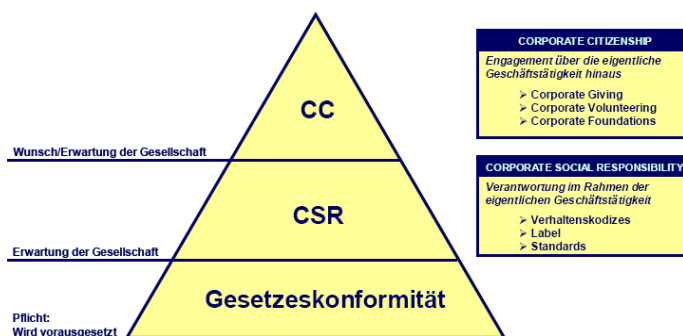 CC
Wunsch/Erwartung der Gesellschaft
CSR
Erwartung der Gesellschaft
Gesetzeskonformität
Pflicht:
Wird vorausgesetzt
CORPORATE CITIZENSHIP
Engagement über die eigentliche
Geschäftstätigkeit hinaus
➢ Corporate Giving
➢ Corporate Volunteering
➢ Corporate Foundations
CORPORATE SOCIAL RESPONSIBILITY
Verantwortung im Rahmen der
eigentlichen Geschäftstätigkeit
➢ Verhaltenskodizes
➢ Label
➢ Standards